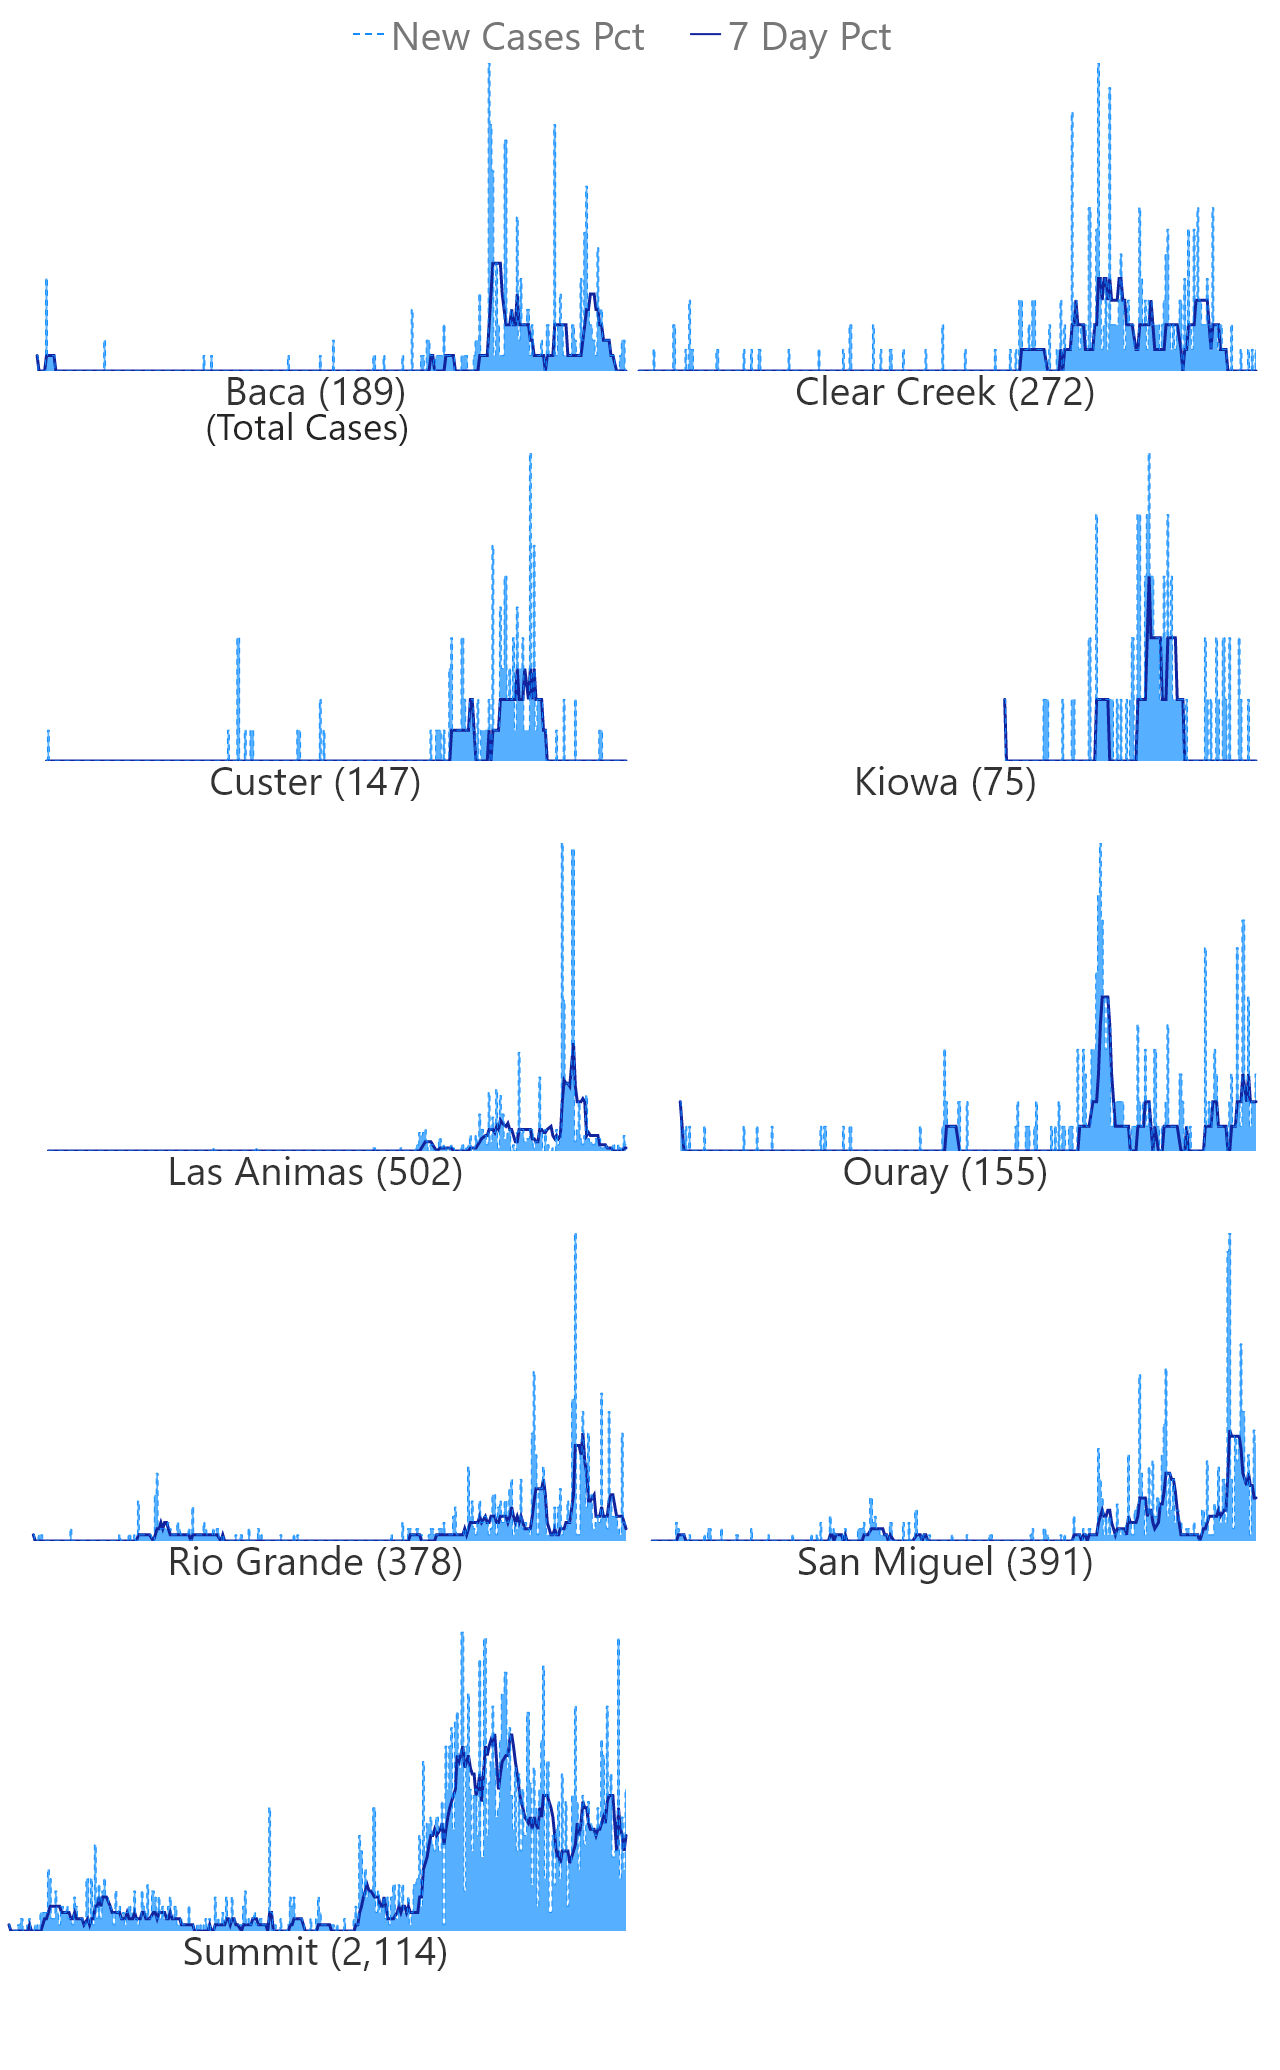 New Cases Pct 7 Day Pct
Baca (189) Clear Creek (272)
(Total Cases)
Custer (147) Kiowa (75)
Las Animas (502) Ouray (155)
Rio Grande (378) San Miguel (391)
Summit (2,114)